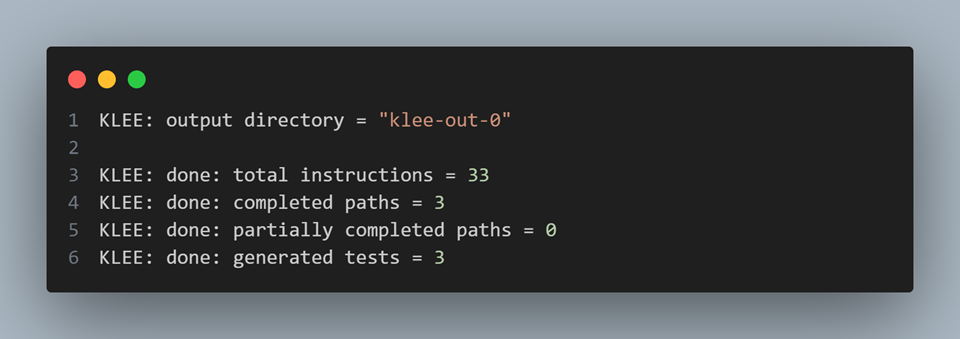 1 KLEE: output directory = "klee-out-0"
2
3 KLEE: done: total instructions = 33
4 KLEE: done: completed paths = 3
5 KLEE: done: partially completed paths = 0
6 KLEE: done: generated tests = 3